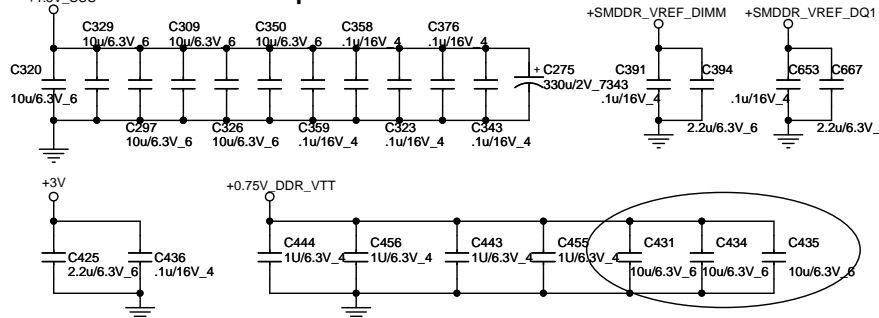 C329
10u/6.3V_6
C309
10u/6.3V_6
C350
10u/6.3V_6
C358
.1u/16V_4
C376
.1u/16V_4
C320
10u/6.3V_6
C297
10u/6.3V_6
C326
10u/6.3V_6
C359
.1u/16V_4
C323
.1u/16V_4
C343
.1u/16V_4
+
C275
330u/2V_7343
+SMDDR_VREF_DIMM
C391
.1u/16V_4
C394
2.2u/6.3V_6
+SMDDR_VREF_DQ1
C653
.1u/16V_4
C667
2.2u/6.3V_
+3V
C425
2.2u/6.3V_6
C436
.1u/16V_4
+0.75V_DDR_VTT
C444
1U/6.3V_4
C456
1U/6.3V_4
C443
1U/6.3V_4
C455
1U/6.3V_4
C431
10u/6.3V_6
C434
10u/6.3V_6
C435
10u/6.3V_6